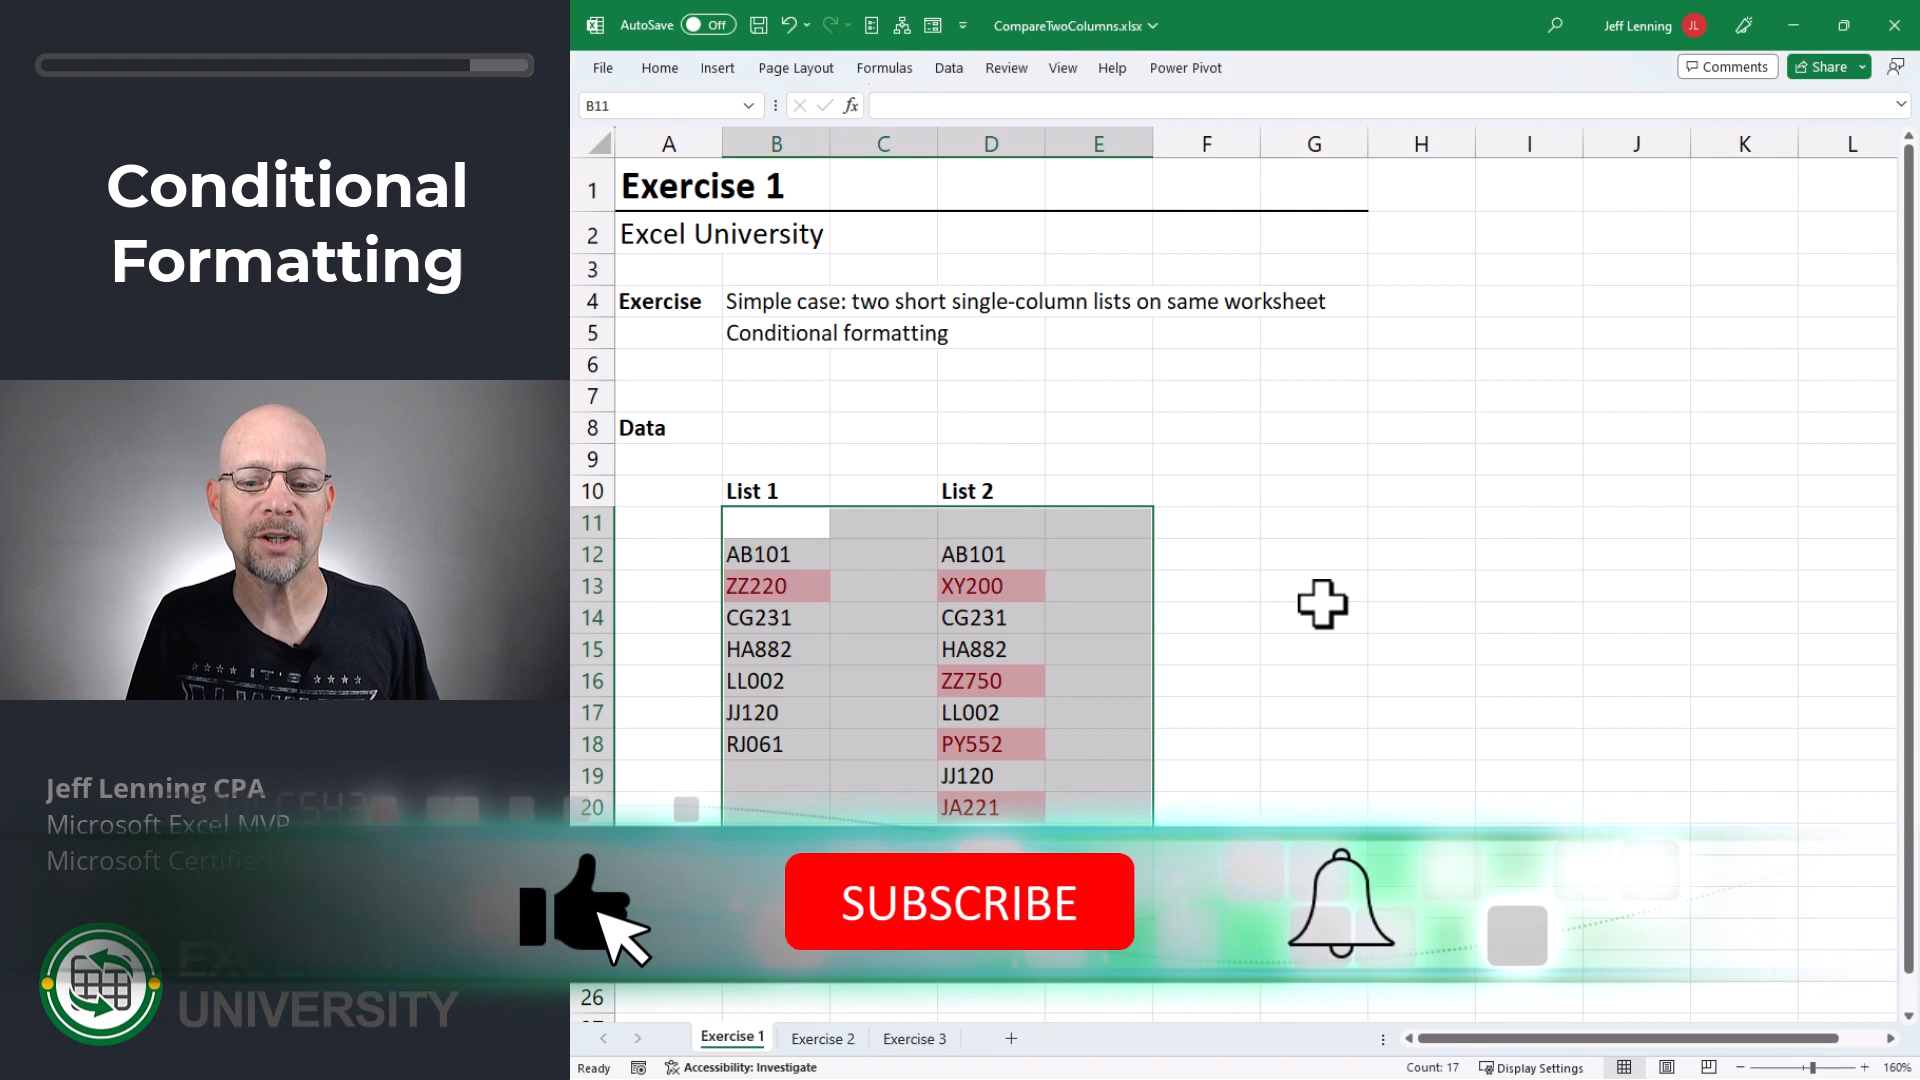 Conditional
Formatting
Jeff Lenning CPA
Microsoft Excel MVP
Microsoft Certified
EXCEL
UNIVERSITY
AutoSave Off
CompareTwoColumns.xlsx
Jeff Lenning JL
File Home Insert Page Layout Formulas Data Review View Help Power Pivot
Comments Share
B11 fx
A B C D E F G H I J K L
1 Exercise 1
2 Excel University
3
4 Exercise Simple case: two short single-column lists on same worksheet
5 Conditional formatting
6
7
8 Data
9
10 List 1 List 2
11
12 AB101 AB101
13 ZZ220 XY200
14 CG231 CG231
15 HA882 HA882
16 LL002 ZZ750
17 JJ120 LL002
18 RJ061 PY552
19 JJ120
20 JA221
SUBSCRIBE
26
Exercise 1 Exercise 2 Exercise 3
Ready Accessibility: Investigate Count: 17 Display Settings 160%